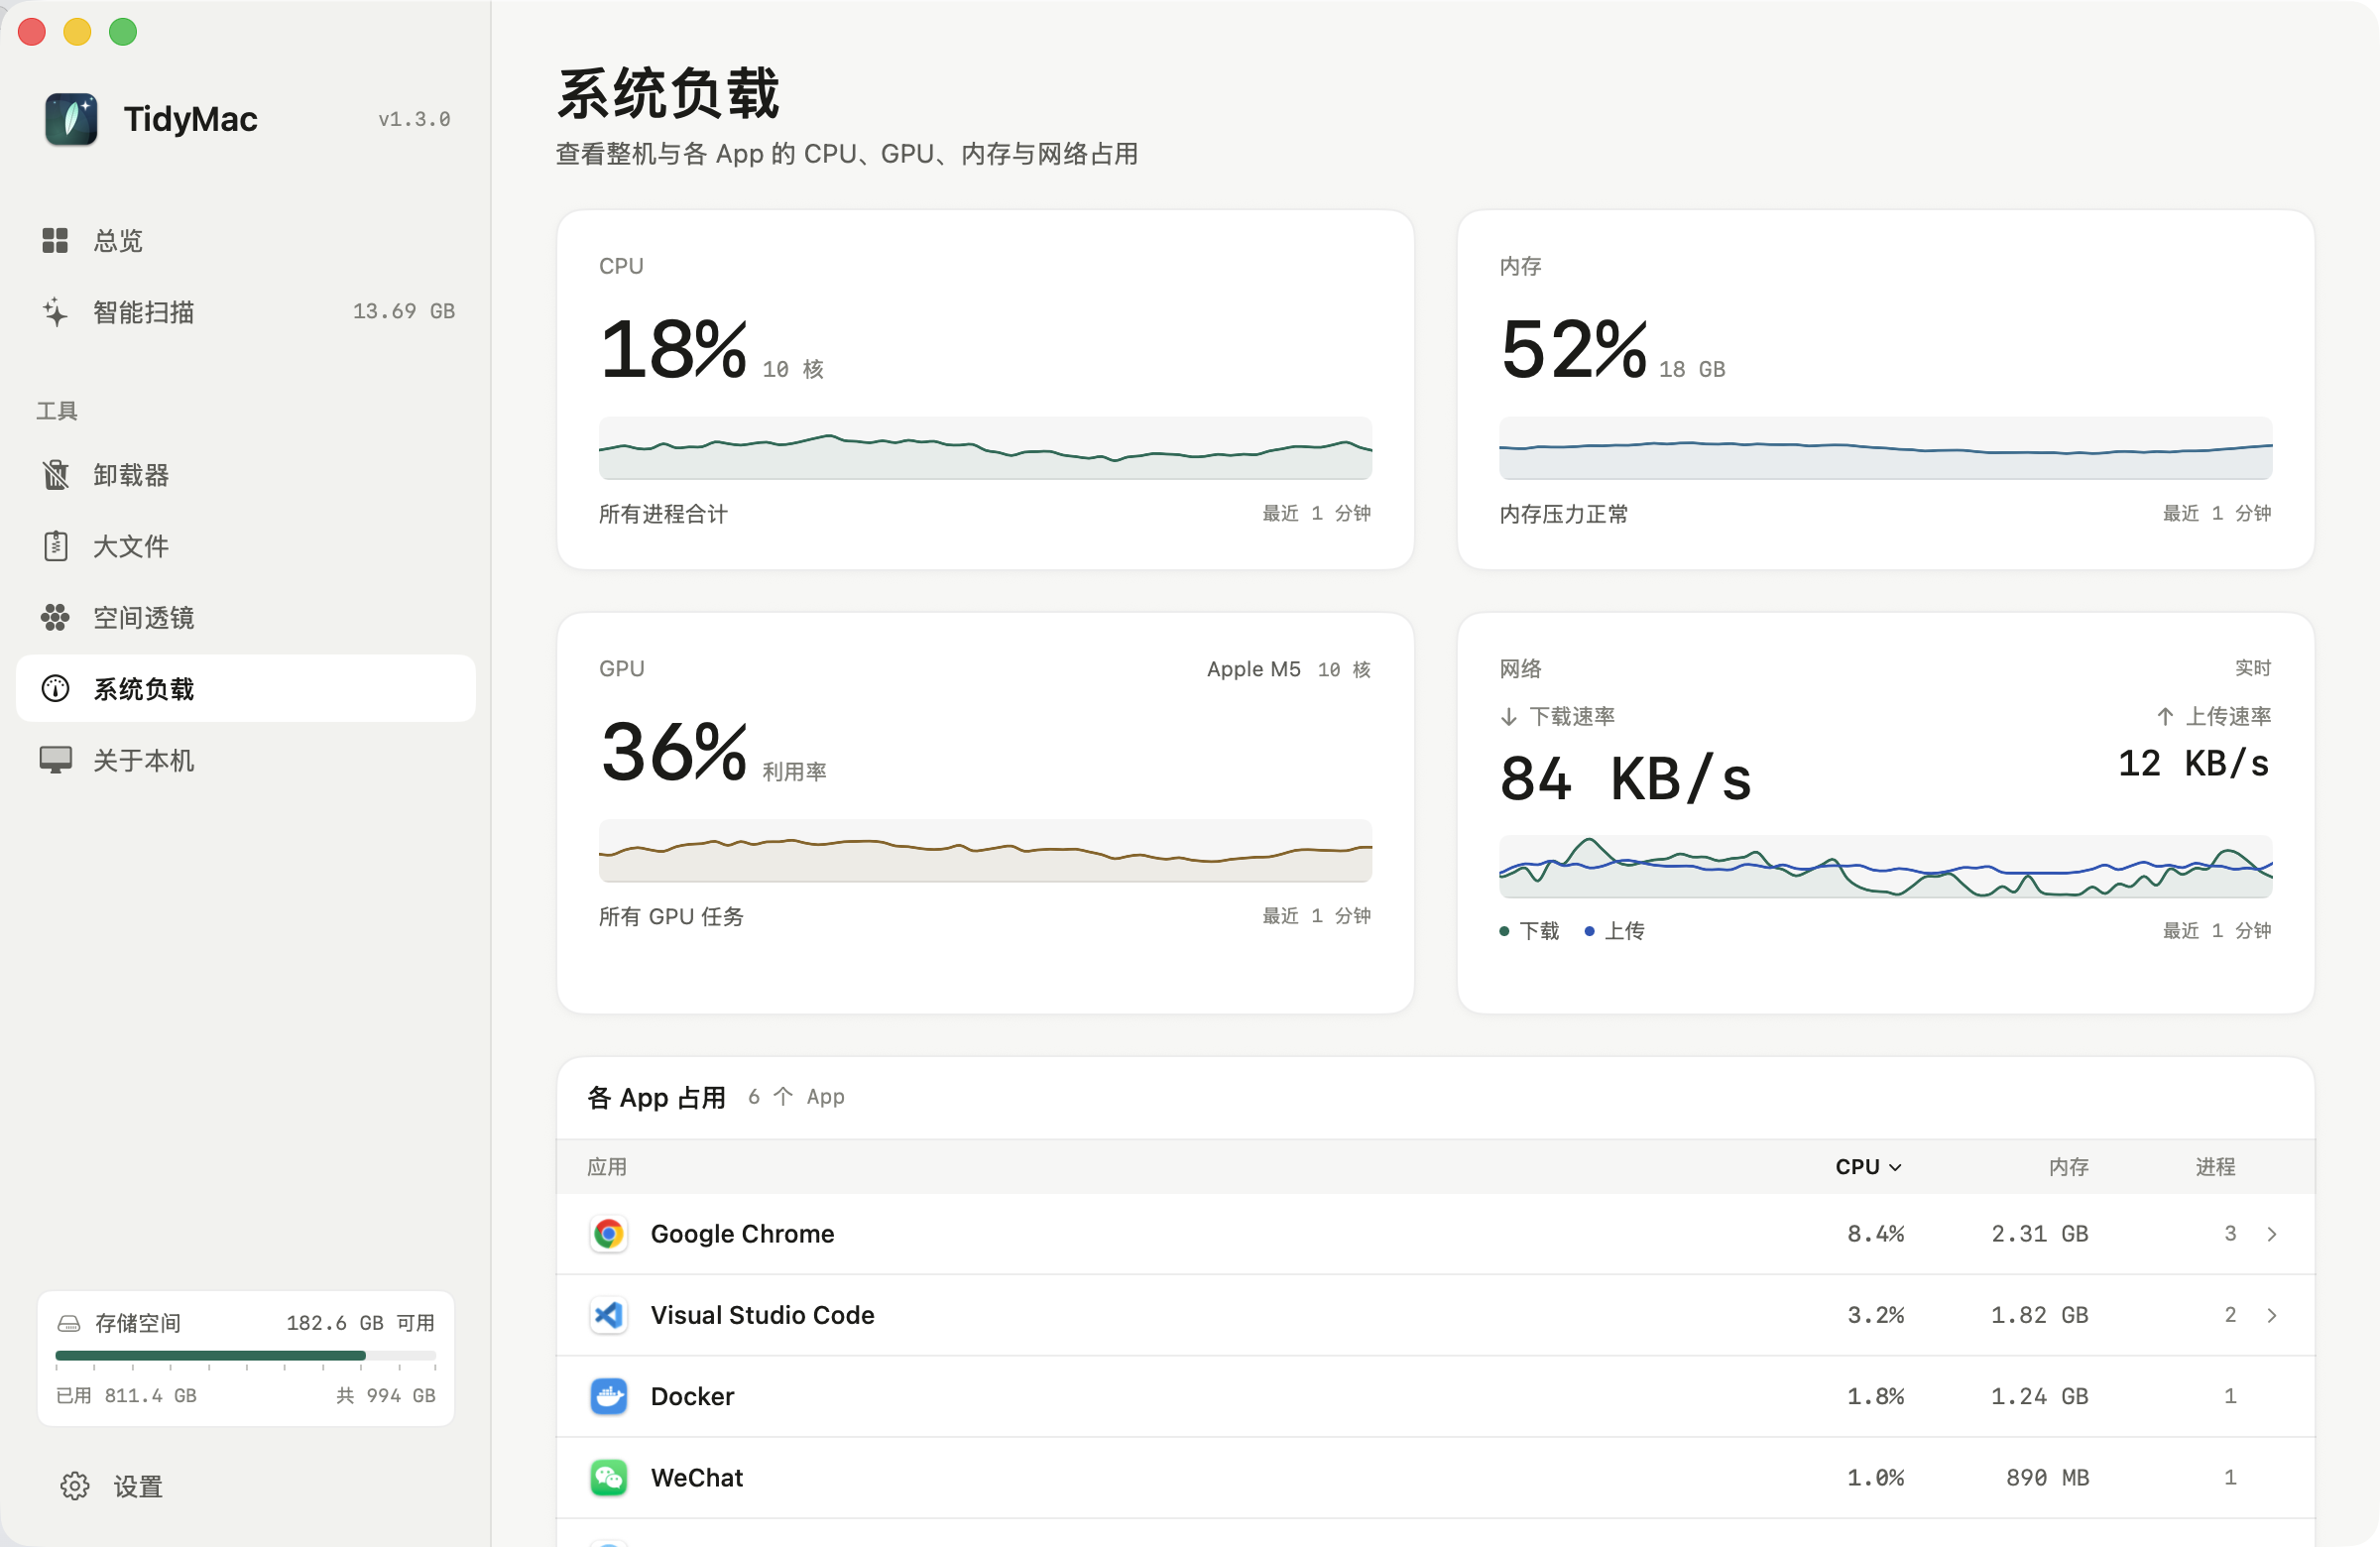 TidyMac v1.3.0
总览
智能扫描 13.69 GB
工具
卸载器
大文件
空间透镜
系统负载
关于本机
存储空间 182.6 GB 可用
已用 811.4 GB 共 994 GB
设置
系统负载
查看整机与各 App 的 CPU、GPU、内存与网络占用
CPU
18% 10 核
所有进程合计 最近 1 分钟
内存
52% 18 GB
内存压力正常 最近 1 分钟
GPU Apple M5 10 核
36% 利用率
所有 GPU 任务 最近 1 分钟
网络 实时
↓ 下载速率 ↑ 上传速率
84 KB/s 12 KB/s
下载 上传 最近 1 分钟
各 App 占用 6 个 App
应用 CPU 内存 进程
Google Chrome 8.4% 2.31 GB 3
Visual Studio Code 3.2% 1.82 GB 2
Docker 1.8% 1.24 GB 1
WeChat 1.0% 890 MB 1